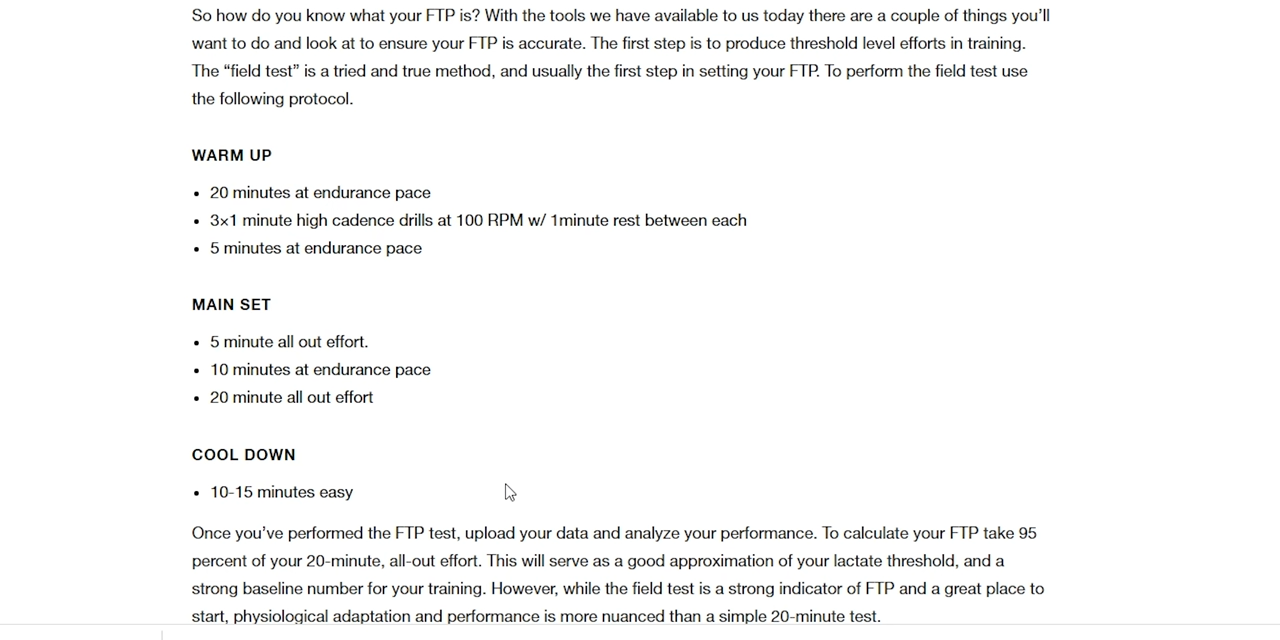 So how do you know what your FTP is? With the tools we have available to us today there are a couple of things you’ll
want to do and look at to ensure your FTP is accurate. The first step is to produce threshold level efforts in training.
The “field test” is a tried and true method, and usually the first step in setting your FTP. To perform the field test use
the following protocol.
WARM UP
• 20 minutes at endurance pace
• 3×1 minute high cadence drills at 100 RPM w/ 1minute rest between each
• 5 minutes at endurance pace
MAIN SET
• 5 minute all out effort.
• 10 minutes at endurance pace
• 20 minute all out effort
COOL DOWN
• 10-15 minutes easy
Once you’ve performed the FTP test, upload your data and analyze your performance. To calculate your FTP take 95
percent of your 20-minute, all-out effort. This will serve as a good approximation of your lactate threshold, and a
strong baseline number for your training. However, while the field test is a strong indicator of FTP and a great place to
start, physiological adaptation and performance is more nuanced than a simple 20-minute test.